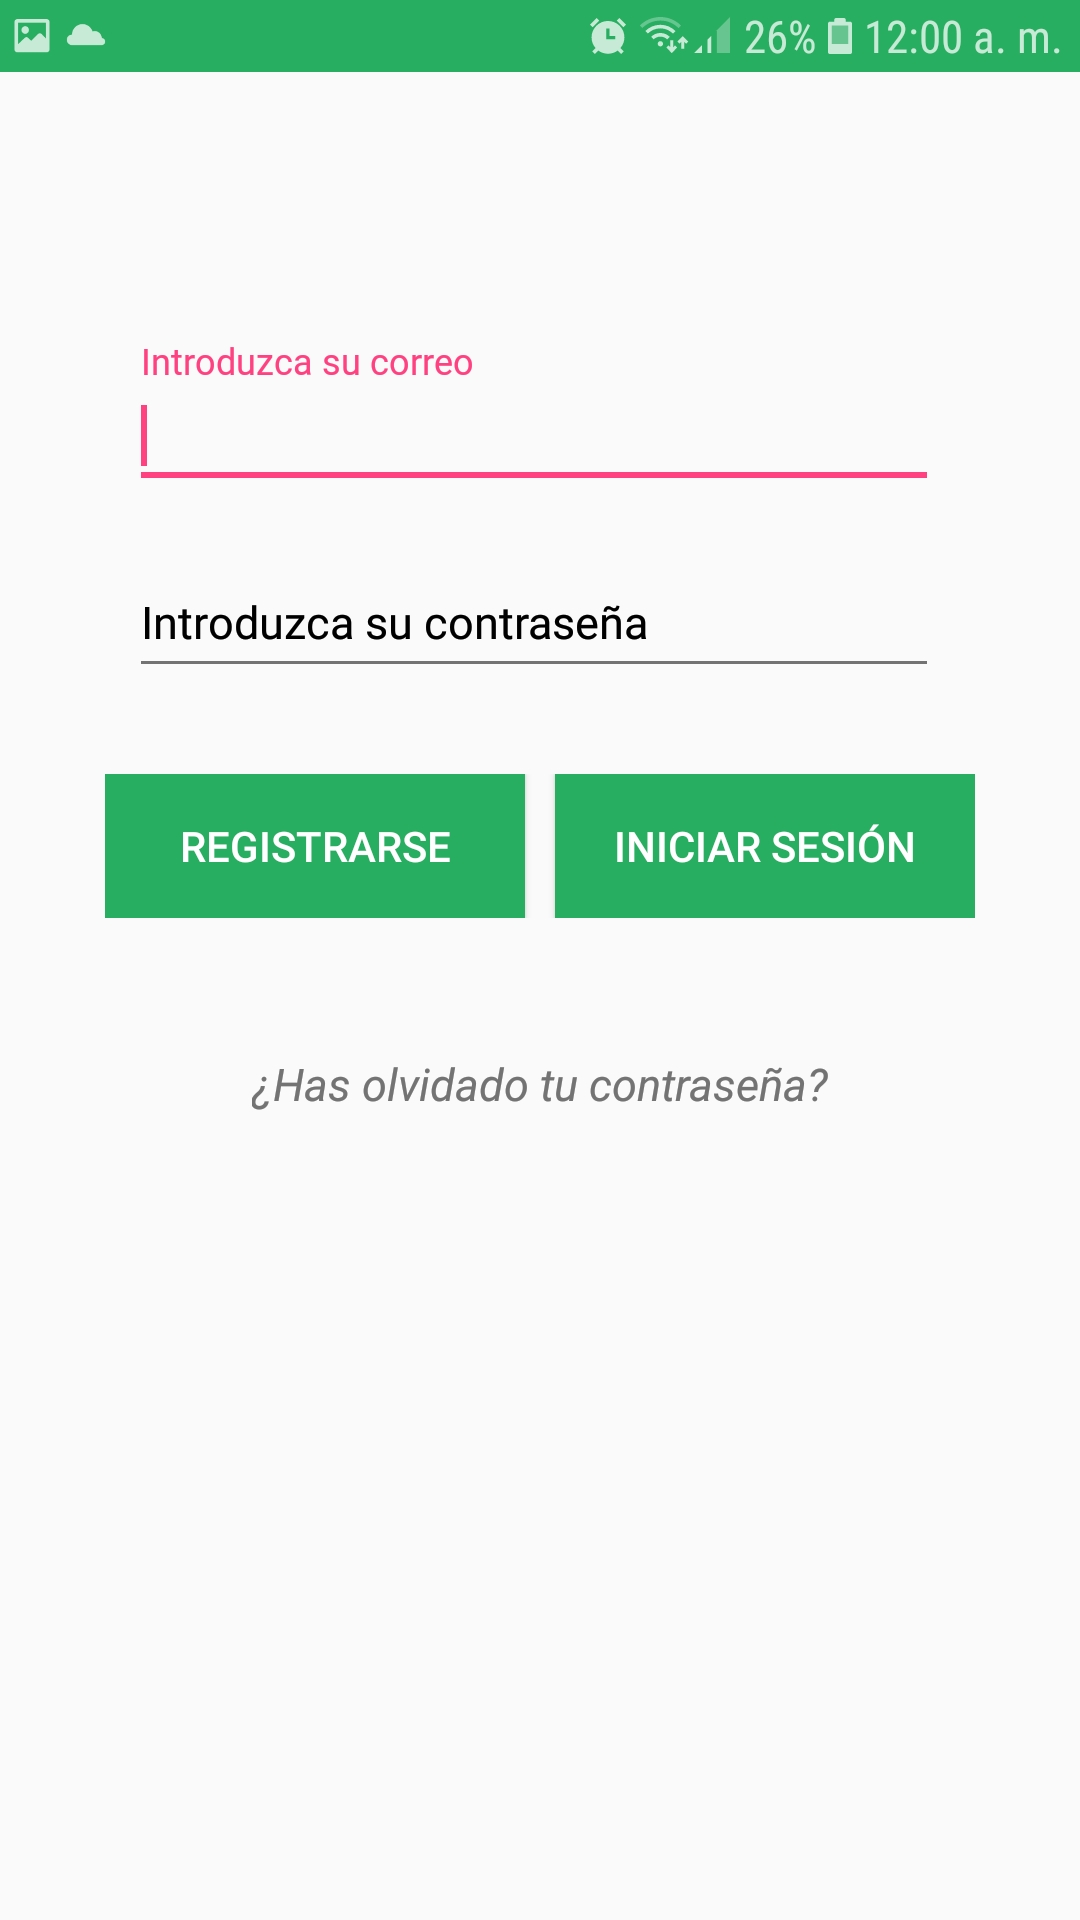 26% 12:00 a. m.
Introduzca su correo
Introduzca su contraseña
REGISTRARSE INICIAR SESIÓN
¿Has olvidado tu contraseña?